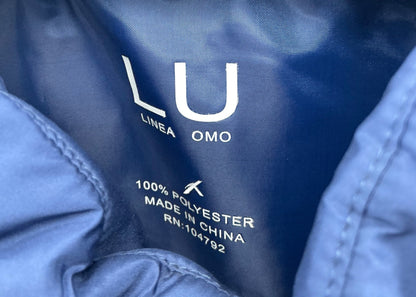 LU
LINEA OMO
X
100% POLYESTER
MADE IN CHINA
RN:104792